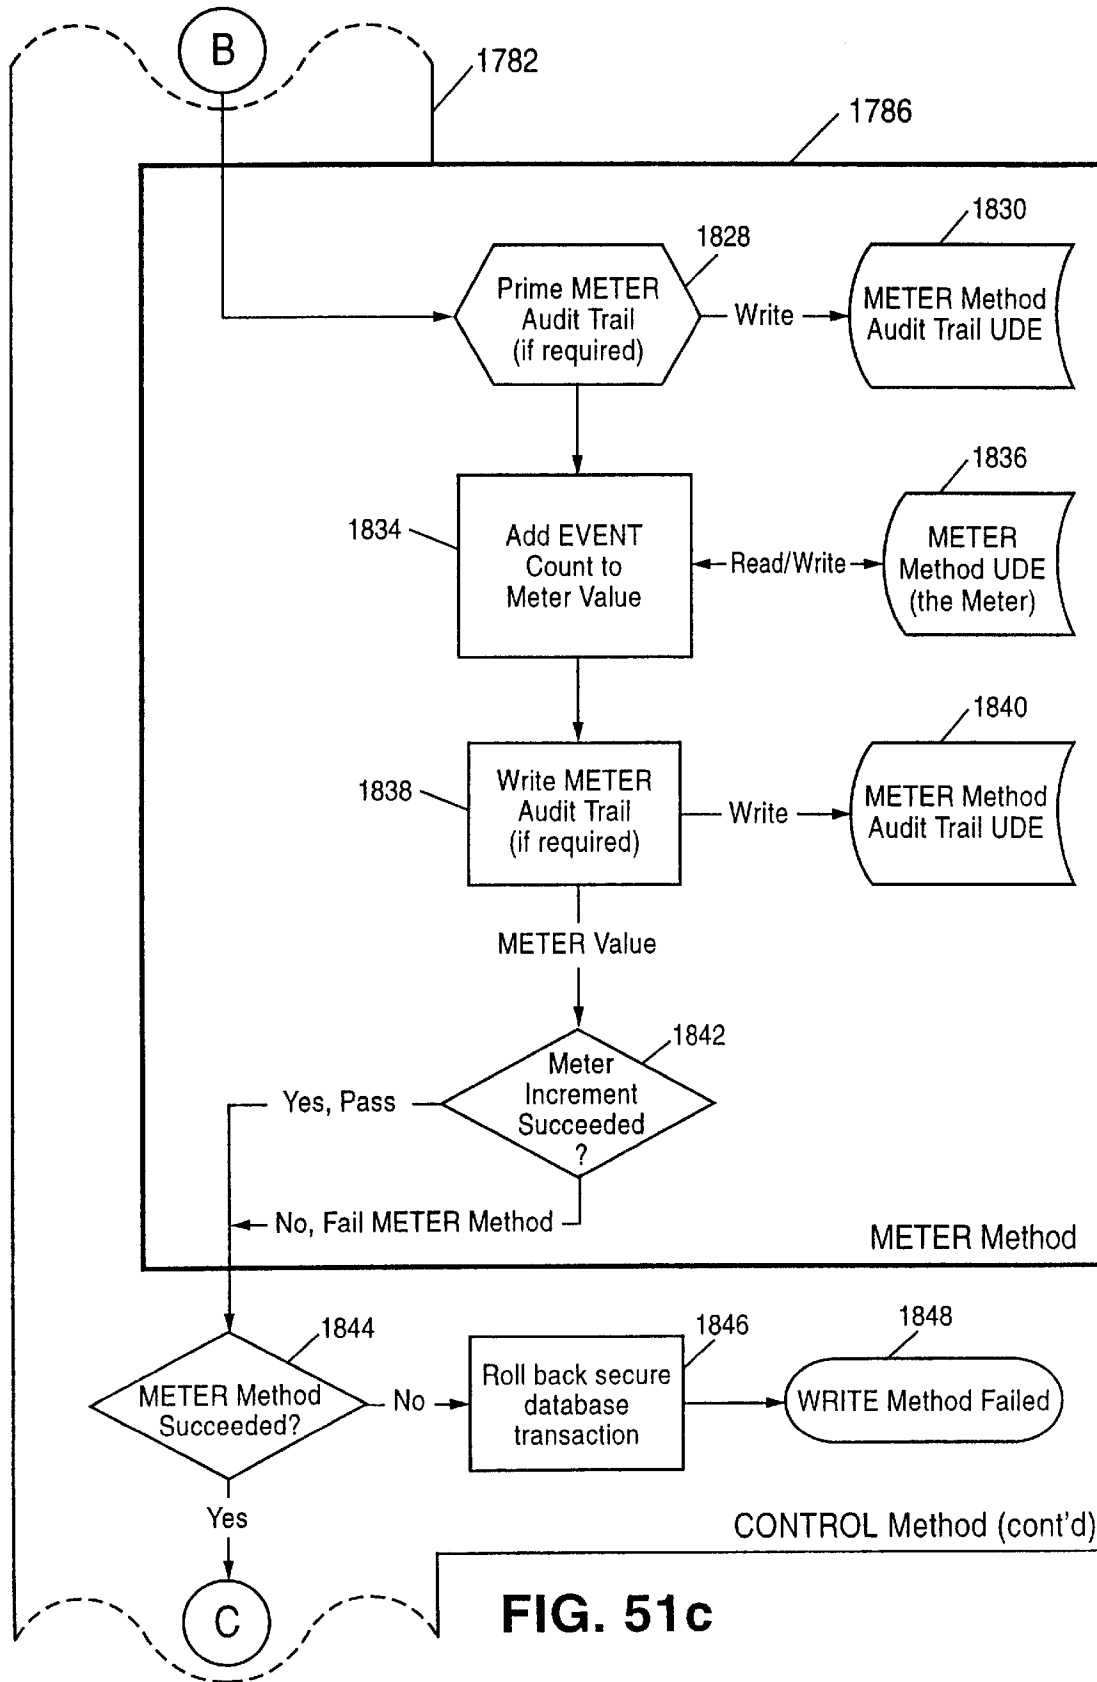 B
1782
1786
1828
1830
Prime METER
Audit Trail
(if required)
Write
METER Method
Audit Trail UDE
1834
1836
Add EVENT
Count to
Meter Value
Read/Write
METER
Method UDE
(the Meter)
1838
1840
Write METER
Audit Trail
(if required)
Write
METER Method
Audit Trail UDE
METER Value
1842
Meter
Increment
Succeeded
?
Yes, Pass
No, Fail METER Method
METER Method
1844
1846
1848
METER Method
Succeeded?
No
Roll back secure
database
transaction
WRITE Method Failed
Yes
CONTROL Method (cont'd)
C
FIG. 51c